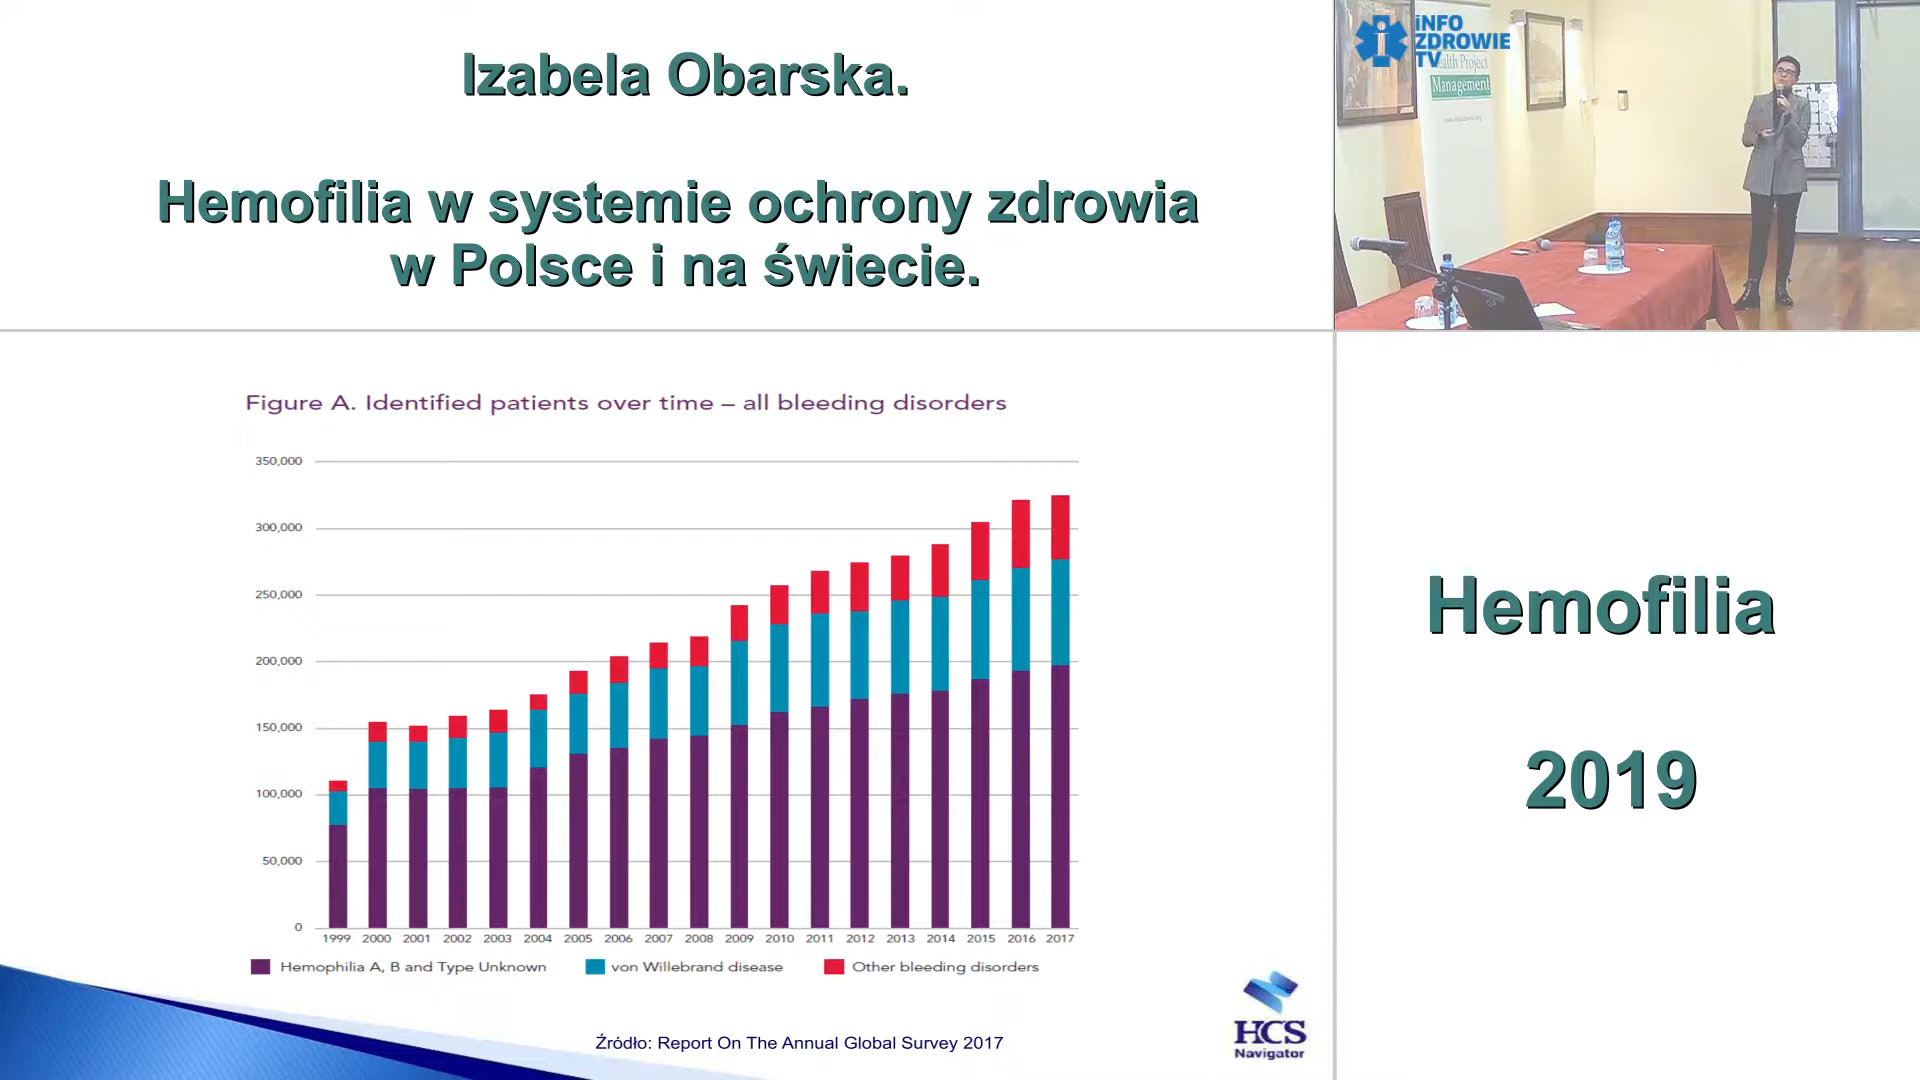 Izabela Obarska.
Hemofilia w systemie ochrony zdrowia
w Polsce i na świecie.
iNFO
ZDROWIE
TV
ealth Project
Management
Figure A. Identified patients over time – all bleeding disorders
350,000
300,000
250,000
200,000
150,000
100,000
50,000
0
1999 2000 2001 2002 2003 2004 2005 2006 2007 2008 2009 2010 2011 2012 2013 2014 2015 2016 2017
Hemophilia A, B and Type Unknown von Willebrand disease Other bleeding disorders
Źródło: Report On The Annual Global Survey 2017
HCS
Navigator
Hemofilia
2019